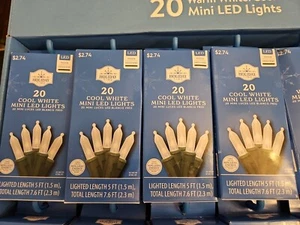 20 Warm White
Mini LED Lights
$2.74
LED
20
COOL WHITE
MINI LED LIGHTS
LIGHTED LENGTH 5 FT (1.5 m),
TOTAL LENGTH 7.6 FT (2.3 m)
$2.74
LED
20
COOL WHITE
MINI LED LIGHTS
LIGHTED LENGTH 5 FT (1.5 m),
TOTAL LENGTH 7.6 FT (2.3 m)
$2.74
LED
20
COOL WHITE
MINI LED LIGHTS
LIGHTED LENGTH 5 FT (1.5 m),
TOTAL LENGTH 7.6 FT (2.3 m)
$2.74
LED
20
COOL WHITE
MINI LED LIGHTS
LIGHTED LENGTH 5 FT (1.5 m),
TOTAL LENGTH 7.6 FT (2.3 m)